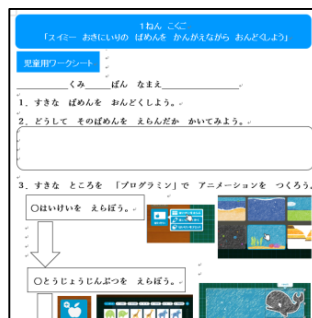 1ねん こくご
「スイミー おきにいりの ばめんを かんがえながら おんどくしよう」
児童用ワークシート
くみ ばん なまえ
1.すきな ばめんを おんどくしよう。
2.どうして そのばめんを えらんだか かいてみよう。
3.すきな ところを 「プログラミン」で アニメーションを つくろう.
○はいけいを えらぼう。
○とうじょうじんぶつを えらぼう。